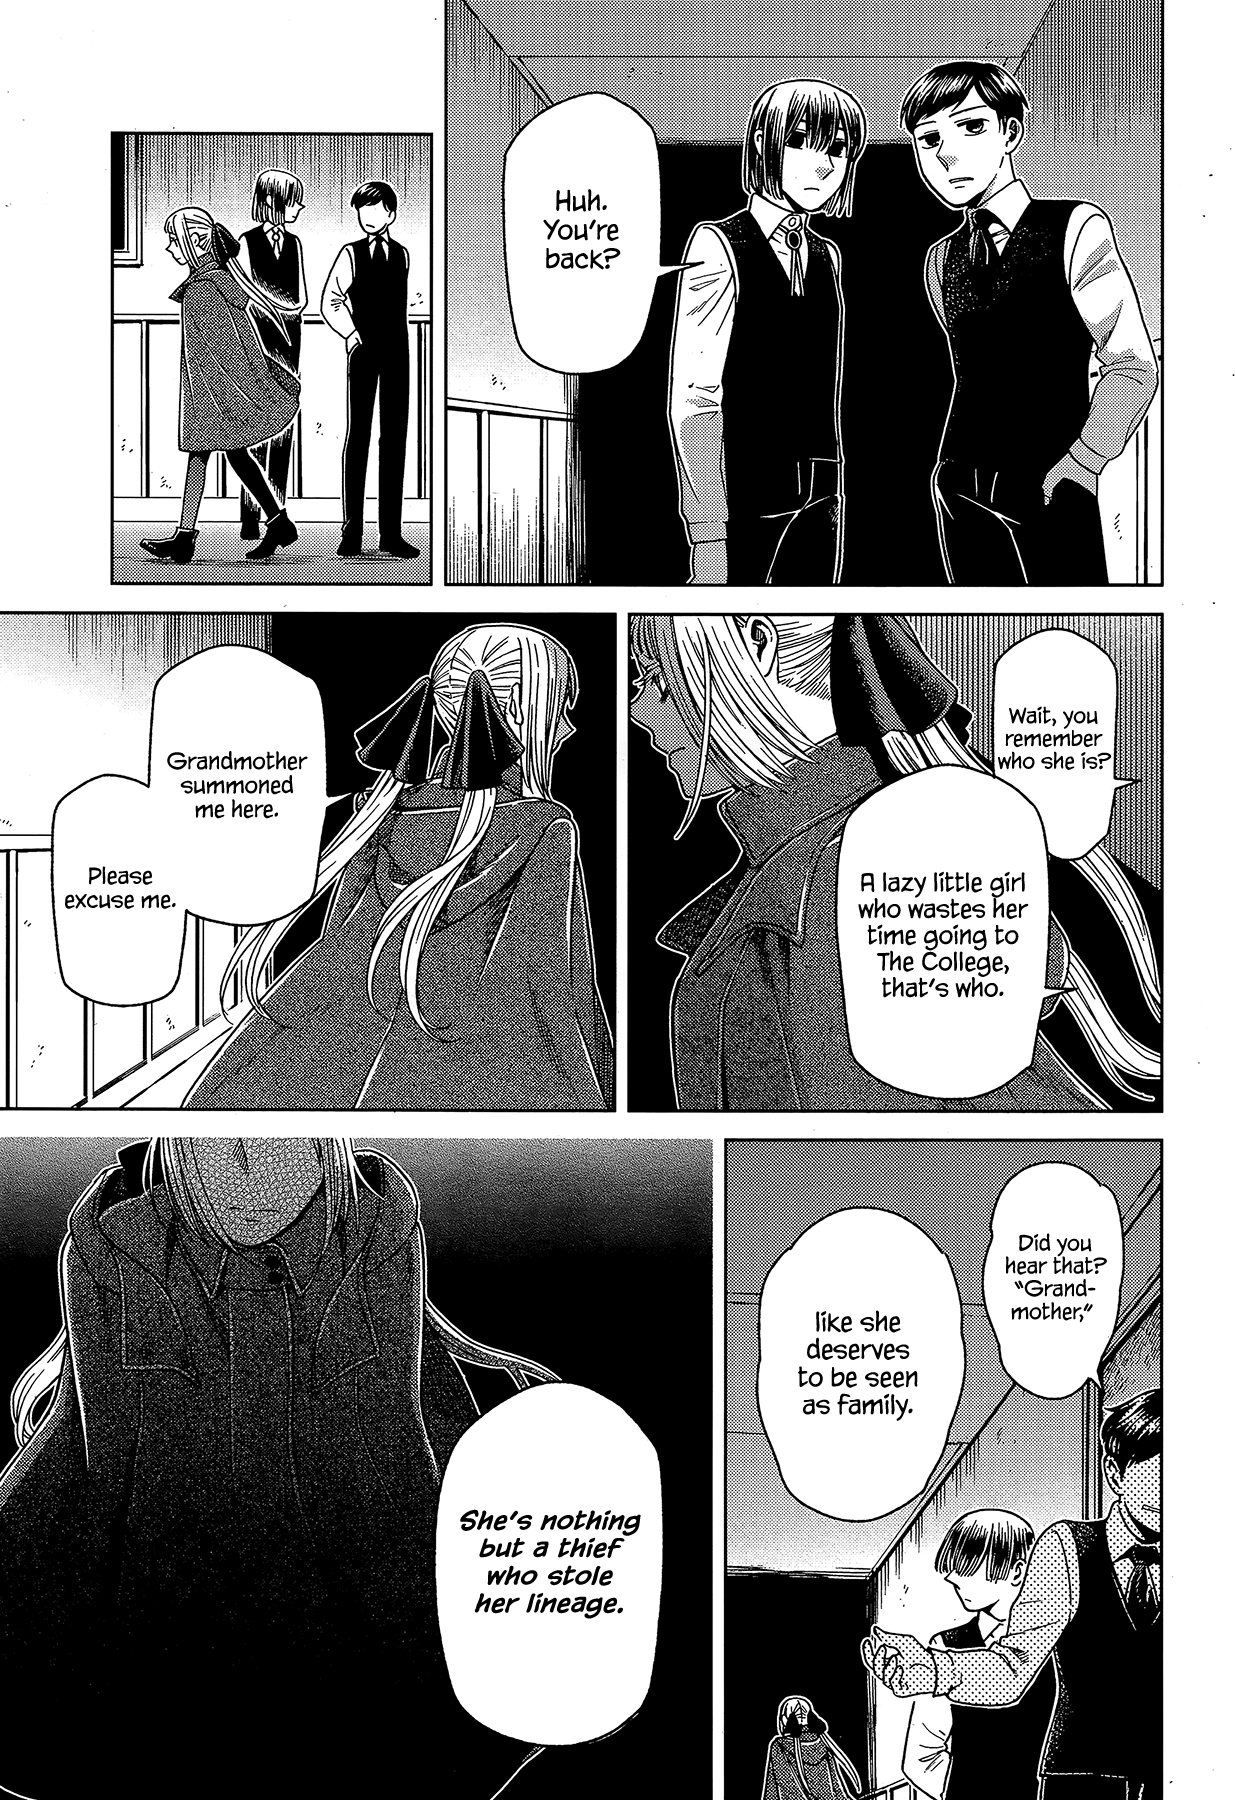 Huh.
You're
back?
Wait, you
remember
who she is?
A lazy little girl
who wastes her
time going to
The College,
that's who.
Grandmother
summoned
me here.
Please
excuse me.
Did you
hear that?
"Grand-
mother,"
like she
deserves
to be seen
as family.
She's nothing
but a thief
who stole
her lineage.